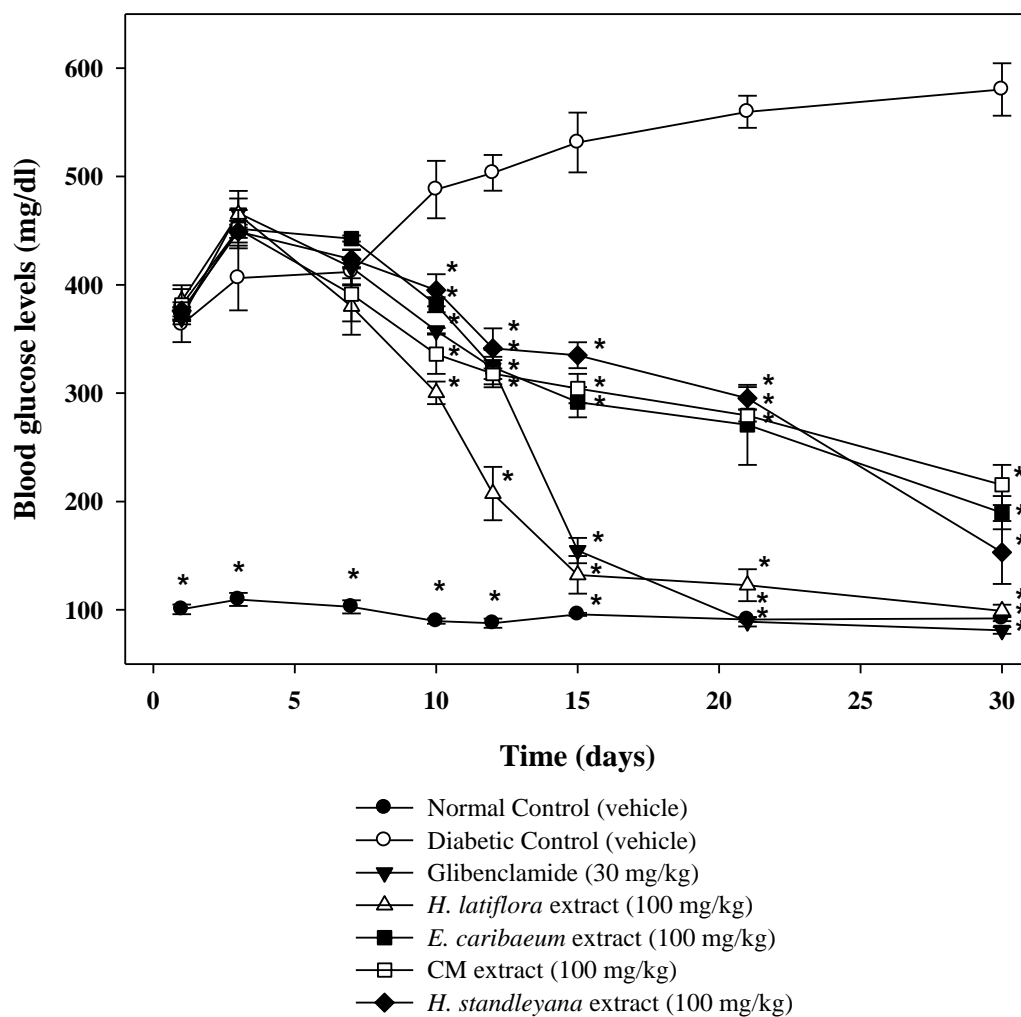 600
500
400
300
200
100
Blood glucose levels (mg/dl)
* * * * * * * * * * * * * * * * * * * * * * * * * * * * * * * * * *
0 5 10 15 20 25 30
Time (days)
Normal Control (vehicle)
Diabetic Control (vehicle)
Glibenclamide (30 mg/kg)
H. latiflora extract (100 mg/kg)
E. caribaeum extract (100 mg/kg)
CM extract (100 mg/kg)
H. standleyana extract (100 mg/kg)